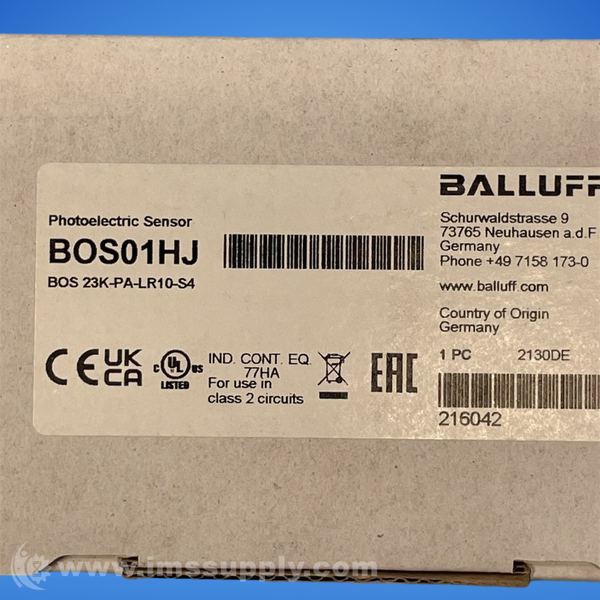 Photoelectric Sensor
BOS01HJ
BOS 23K-PA-LR10-S4
CE UK CA
c UL us
LISTED
IND. CONT. EQ.
77HA
For use in
class 2 circuits
EAC
BALLUFF
Schurwaldstrasse 9
73765 Neuhausen a.d.F
Germany
Phone +49 7158 173-0
www.balluff.com
Country of Origin
Germany
1 PC 2130DE
216042
www.imssupply.com